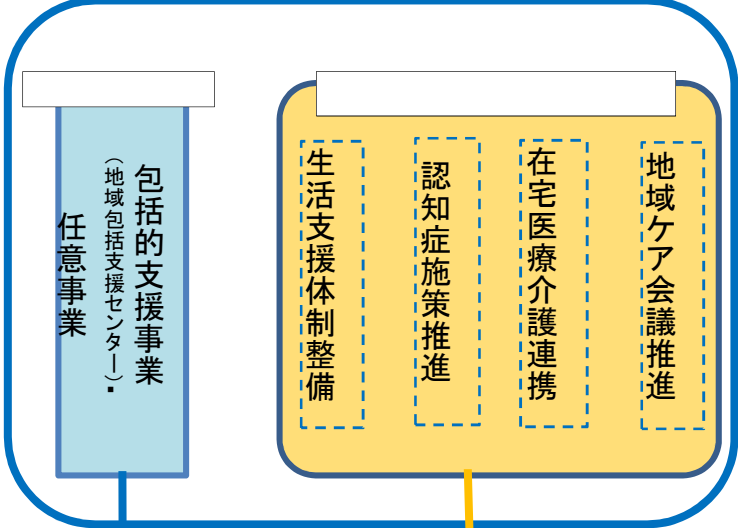 地域ケア会議推進
在宅医療介護連携
認知症施策推進
生活支援体制整備
包括的支援事業
（地域包括支援センター）▪
任意事業